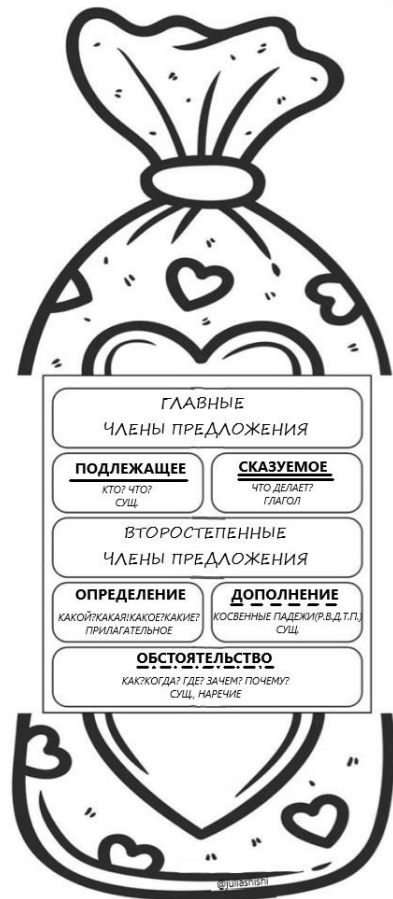 ГЛАВНЫЕ
ЧЛЕНЫ ПРЕДЛОЖЕНИЯ
ПОДЛЕЖАЩЕЕ
КТО? ЧТО?
СУЩ.
СКАЗУЕМОЕ
ЧТО ДЕЛАЕТ?
ГЛАГОЛ
ВТОРОСТЕПЕННЫЕ
ЧЛЕНЫ ПРЕДЛОЖЕНИЯ
ОПРЕДЕЛЕНИЕ
КАКОЙ?КАКАЯ!КАКОЕ?КАКИЕ?
ПРИЛАГАТЕЛЬНОЕ
ДОПОЛНЕНИЕ
КОСВЕННЫЕ ПАДЕЖИ(Р.В.Д.Т.П.)
СУЩ.
ОБСТОЯТЕЛЬСТВО
КАК?КОГДА? ГДЕ? ЗАЧЕМ? ПОЧЕМУ?
СУЩ., НАРЕЧИЕ
@juliashishi